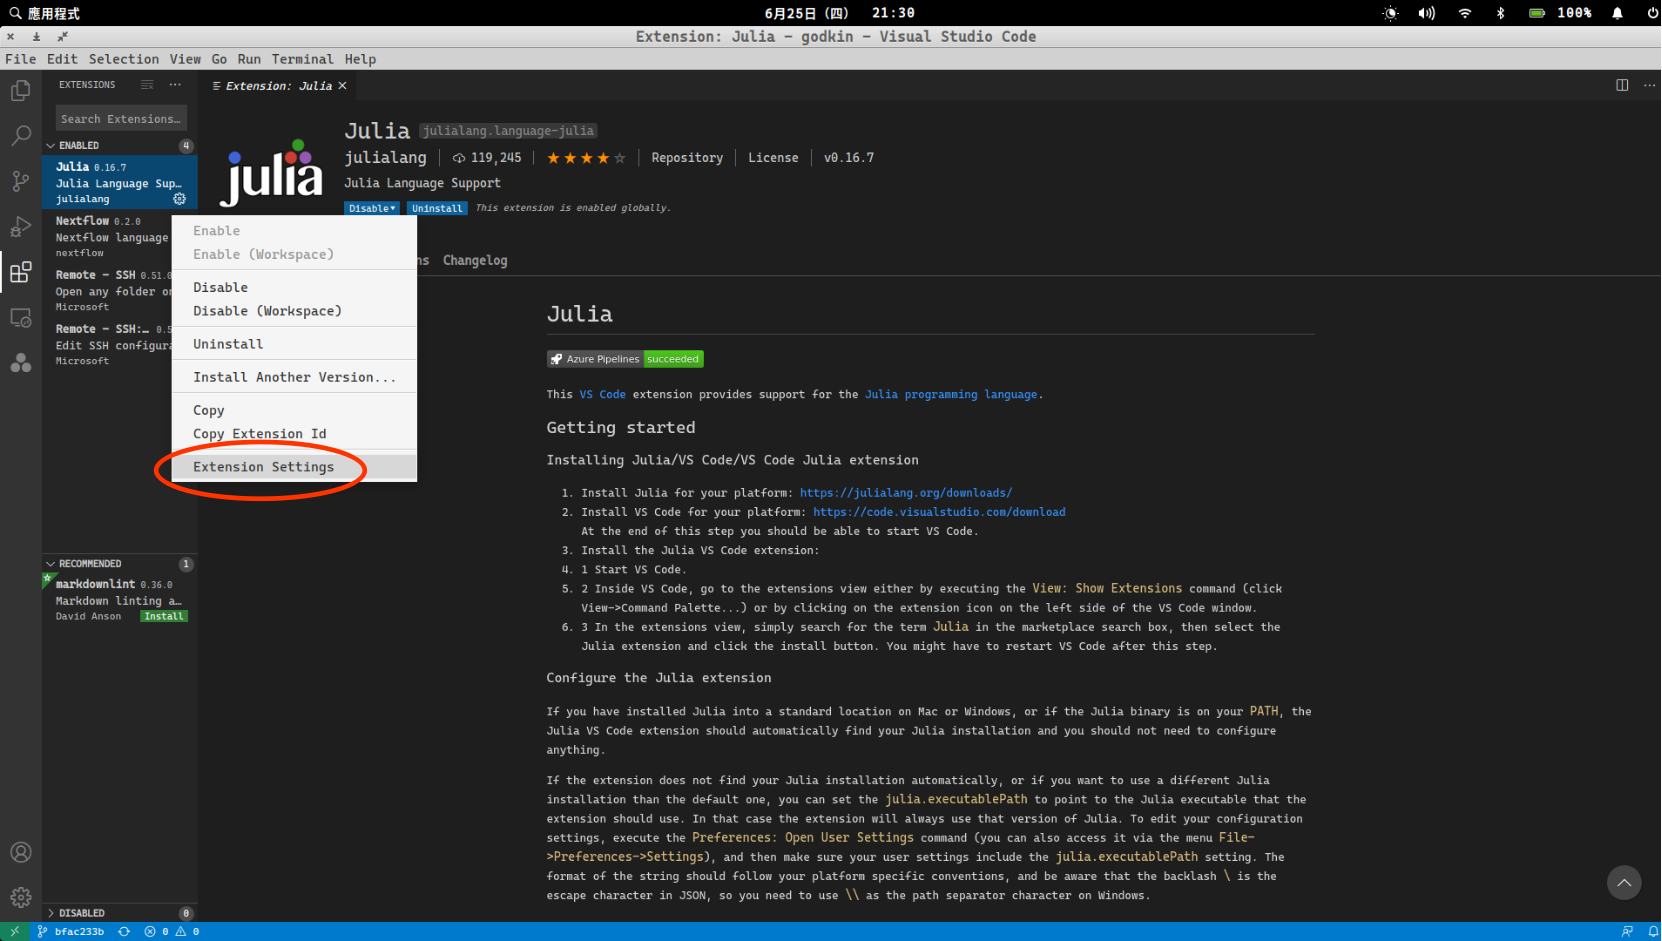 應用程式
6月25日 (四) 21:30
100%
Extension: Julia - godkin - Visual Studio Code
File Edit Selection View Go Run Terminal Help
EXTENSIONS
Extension: Julia
Search Extensions…
ENABLED
4
Julia 0.16.7
Julia Language Sup…
julialang
Nextflow 0.2.0
Nextflow language
nextflow
Remote - SSH 0.51.0
Open any folder on
Microsoft
Remote - SSH:… 0.5
Edit SSH configura
Microsoft
julia
Julia julialang.language-julia
julialang 119,245 Repository License v0.16.7
Julia Language Support
Disable Uninstall This extension is enabled globally.
Enable
Enable (Workspace)
Disable
Disable (Workspace)
Uninstall
Install Another Version...
Copy
Copy Extension Id
Extension Settings
ns Changelog
Julia
Azure Pipelines succeeded
This VS Code extension provides support for the Julia programming language.
Getting started
Installing Julia/VS Code/VS Code Julia extension
1. Install Julia for your platform: https://julialang.org/downloads/
2. Install VS Code for your platform: https://code.visualstudio.com/download
At the end of this step you should be able to start VS Code.
3. Install the Julia VS Code extension:
4. 1 Start VS Code.
5. 2 Inside VS Code, go to the extensions view either by executing the View: Show Extensions command (click
View->Command Palette...) or by clicking on the extension icon on the left side of the VS Code window.
6. 3 In the extensions view, simply search for the term Julia in the marketplace search box, then select the
Julia extension and click the install button. You might have to restart VS Code after this step.
Configure the Julia extension
If you have installed Julia into a standard location on Mac or Windows, or if the Julia binary is on your PATH, the
Julia VS Code extension should automatically find your Julia installation and you should not need to configure
anything.
If the extension does not find your Julia installation automatically, or if you want to use a different Julia
installation than the default one, you can set the julia.executablePath to point to the Julia executable that the
extension should use. In that case the extension will always use that version of Julia. To edit your configuration
settings, execute the Preferences: Open User Settings command (you can also access it via the menu File-
>Preferences->Settings), and then make sure your user settings include the julia.executablePath setting. The
format of the string should follow your platform specific conventions, and be aware that the backlash \ is the
escape character in JSON, so you need to use \\ as the path separator character on Windows.
RECOMMENDED
1
markdownlint 0.36.0
Markdown linting a…
David Anson Install
DISABLED
0
bfac233b 0 0